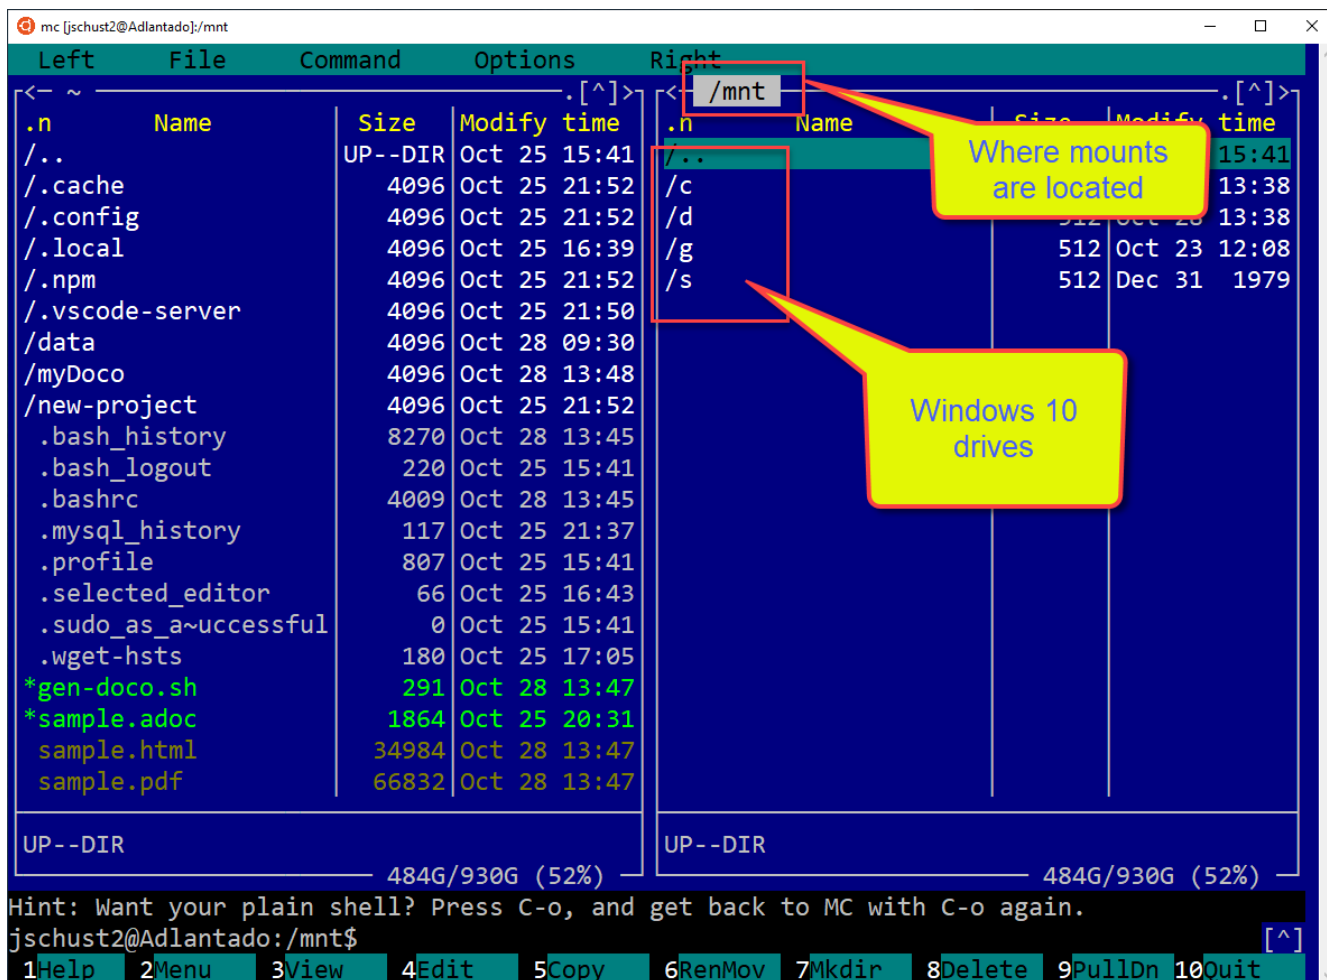 mc [jschust2@Adlantado]:/mnt
Left File Command Options Right
<- ~ .[^]>
.n Name Size Modify time
/.. UP--DIR Oct 25 15:41
/.cache 4096 Oct 25 21:52
/.config 4096 Oct 25 21:52
/.local 4096 Oct 25 16:39
/.npm 4096 Oct 25 21:52
/.vscode-server 4096 Oct 25 21:50
/data 4096 Oct 28 09:30
/myDoco 4096 Oct 28 13:48
/new-project 4096 Oct 25 21:52
.bash_history 8270 Oct 28 13:45
.bash_logout 220 Oct 25 15:41
.bashrc 4009 Oct 28 13:45
.mysql_history 117 Oct 25 21:37
.profile 807 Oct 25 15:41
.selected_editor 66 Oct 25 16:43
.sudo_as_a~uccessful 0 Oct 25 15:41
.wget-hsts 180 Oct 25 17:05
*gen-doco.sh 291 Oct 28 13:47
*sample.adoc 1864 Oct 25 20:31
sample.html 34984 Oct 28 13:47
sample.pdf 66832 Oct 28 13:47
UP--DIR
484G/930G (52%)
<- /mnt .[^]>
.n Name Size Modify time
/.. 15:41
/c 13:38
/d 512 Oct 28 13:38
/g 512 Oct 23 12:08
/s 512 Dec 31 1979
Where mounts
are located
Windows 10
drives
UP--DIR
484G/930G (52%)
Hint: Want your plain shell? Press C-o, and get back to MC with C-o again.
jschust2@Adlantado:/mnt$ [^]
1Help 2Menu 3View 4Edit 5Copy 6RenMov 7Mkdir 8Delete 9PullDn 10Quit